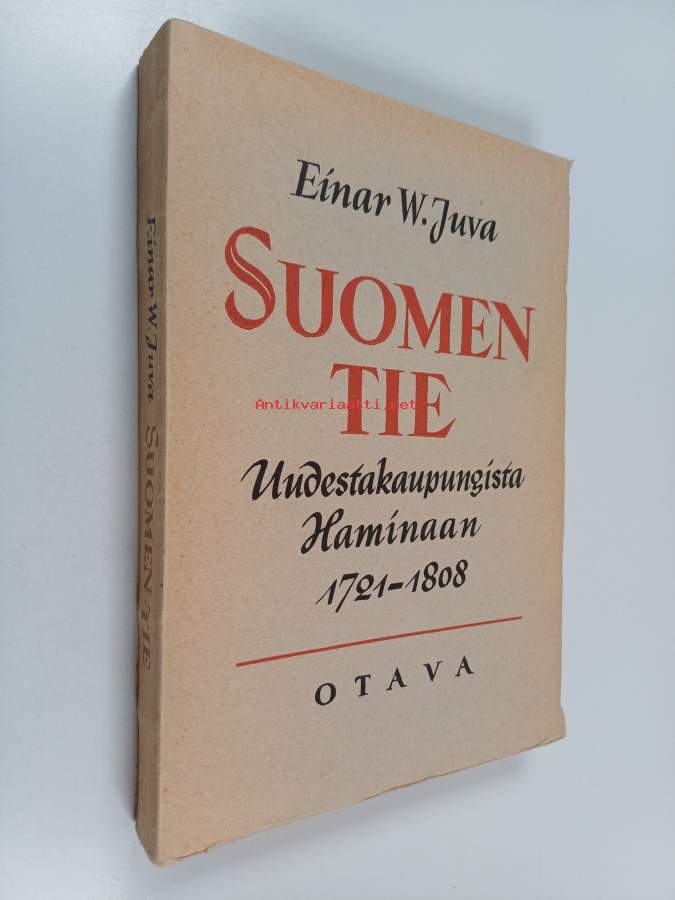 Einar W. Juva
SUOMEN
TIE
Antikvariaatti.net
Uudestakaupungista
Haminaan
1721-1808
OTAVA
Einar W. Juva SUOMEN TIE